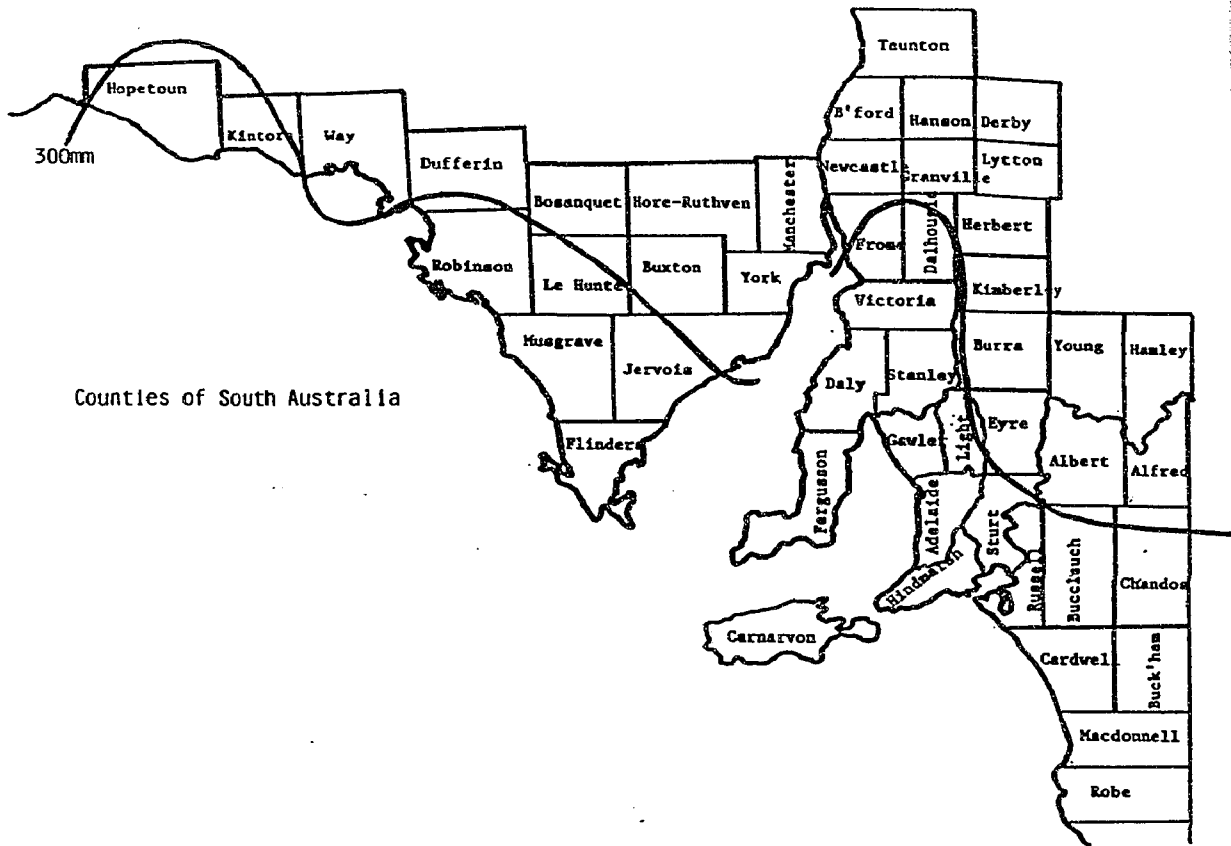 Taunton
Hopetoun
B'ford
Hanson
Derby
Kintore
Way
300mm
Dufferin
Newcastle
Granville
Lytton
Bosanquet
Hore-Ruthven
Manchester
Frome
Dalhousie
Herbert
Robinson
Le Hunte
Buxton
York
Victoria
Kimberley
Musgrave
Jervois
Burra
Young
Hamley
Daly
Stanley
Counties of South Australia
Flinders
Gawler
Light
Eyre
Albert
Alfred
Fergusson
Adelaide
Sturt
Hindmarsh
Russell
Buccleuch
Chandos
Carnarvon
Cardwell
Buck'ham
Macdonnell
Robe